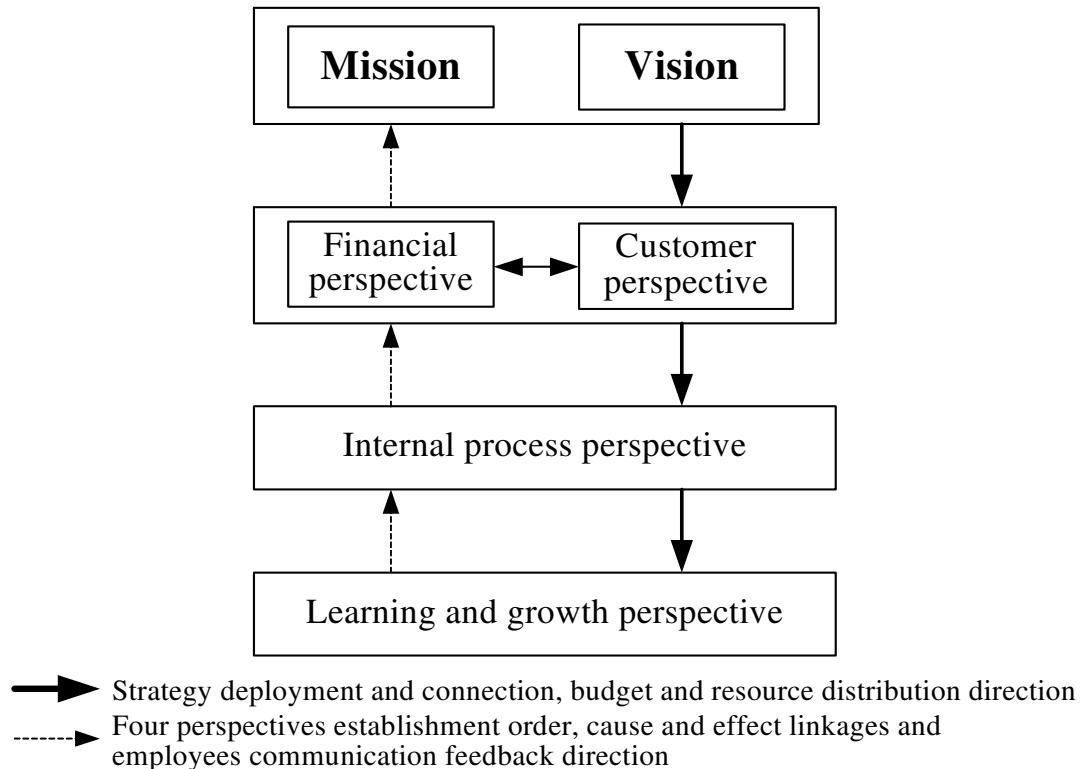 Mission
Vision
Financial
perspective
Customer
perspective
Internal process perspective
Learning and growth perspective
Strategy deployment and connection, budget and resource distribution direction
Four perspectives establishment order, cause and effect linkages and
employees communication feedback direction